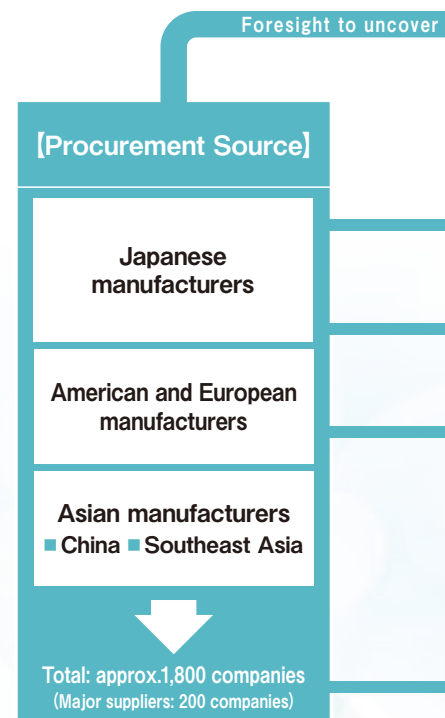 Foresight to uncover
【Procurement Source】
Japanese
manufacturers
American and European
manufacturers
Asian manufacturers
■ China ■ Southeast Asia
Total: approx.1,800 companies
(Major suppliers: 200 companies)